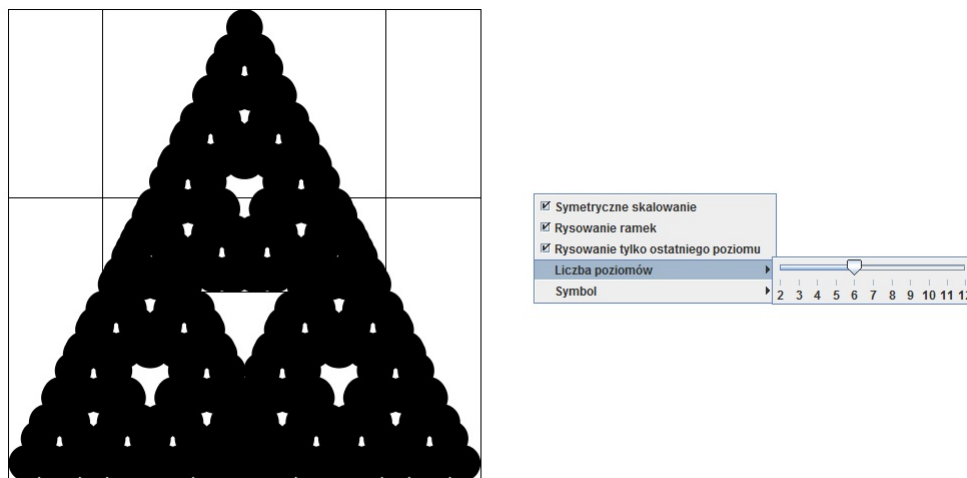 Symetryczne skalowanie
Rysowanie ramek
Rysowanie tylko ostatniego poziomu
Liczba poziomów
Symbol
2 3 4 5 6 7 8 9 10 11 12